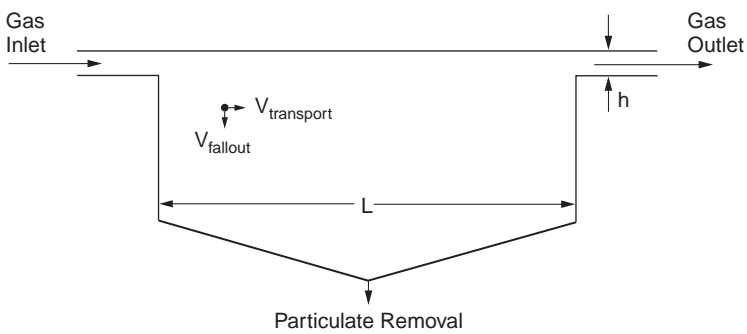 Gas
Inlet
Gas
Outlet
h
Vtransport
Vfallout
L
Particulate Removal